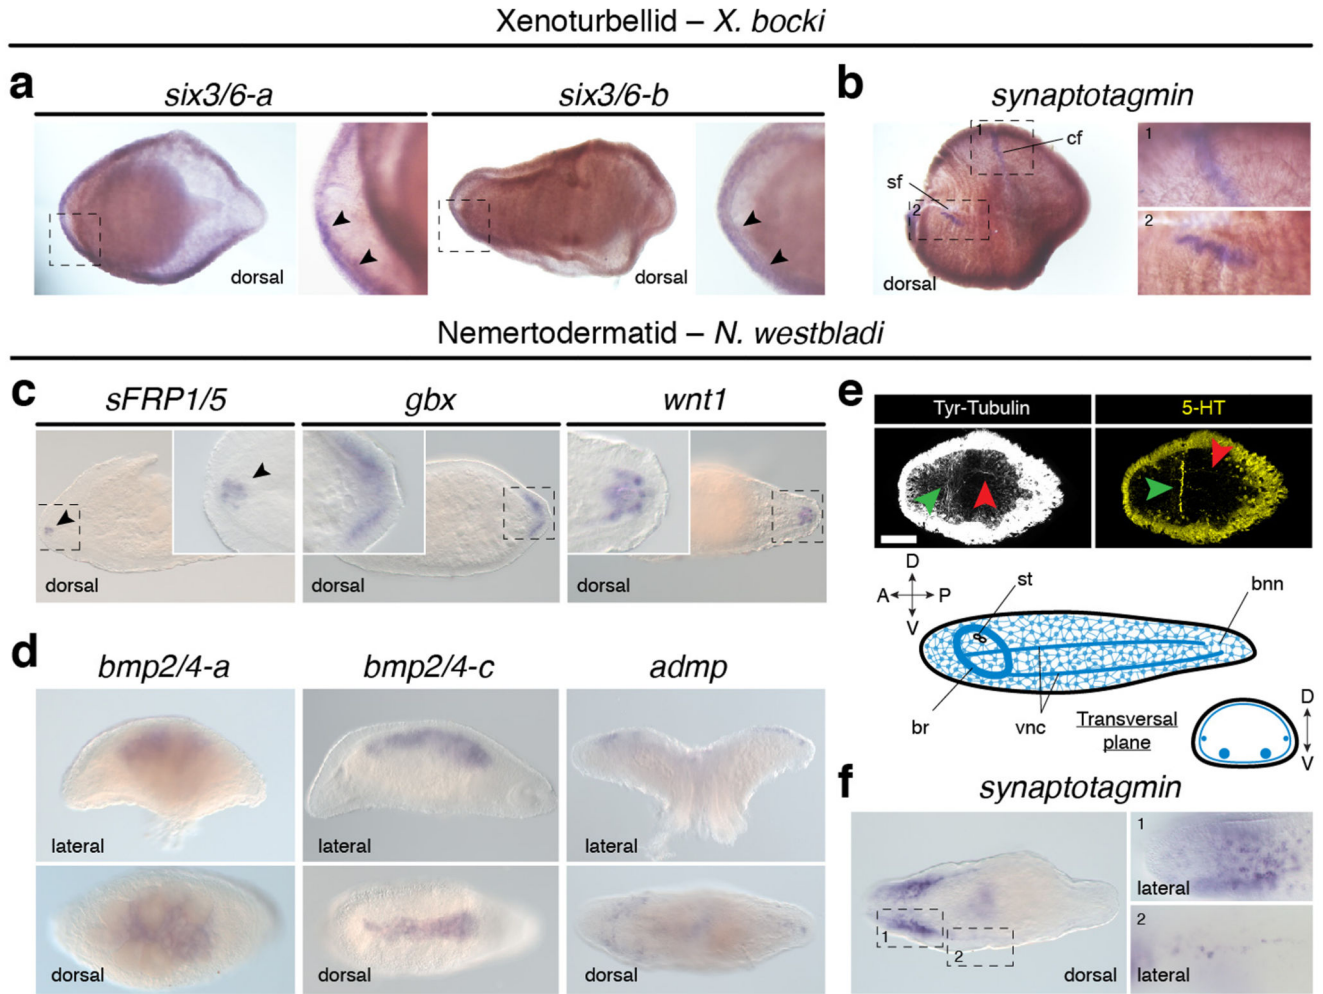 Xenoturbellid – X. bocki
a
six3/6-a
six3/6-b
dorsal
dorsal
b
synaptotagmin
1
cf
sf
2
dorsal
1
2
Nemertodermatid – N. westbladi
c
sFRP1/5
gbx
wnt1
dorsal
dorsal
dorsal
d
bmp2/4-a
bmp2/4-c
admp
lateral
lateral
lateral
dorsal
dorsal
dorsal
e
Tyr-Tubulin
5-HT
D
A
P
V
st
bnn
br
vnc
Transversal
plane
D
V
f
synaptotagmin
1
2
dorsal
1
lateral
2
lateral